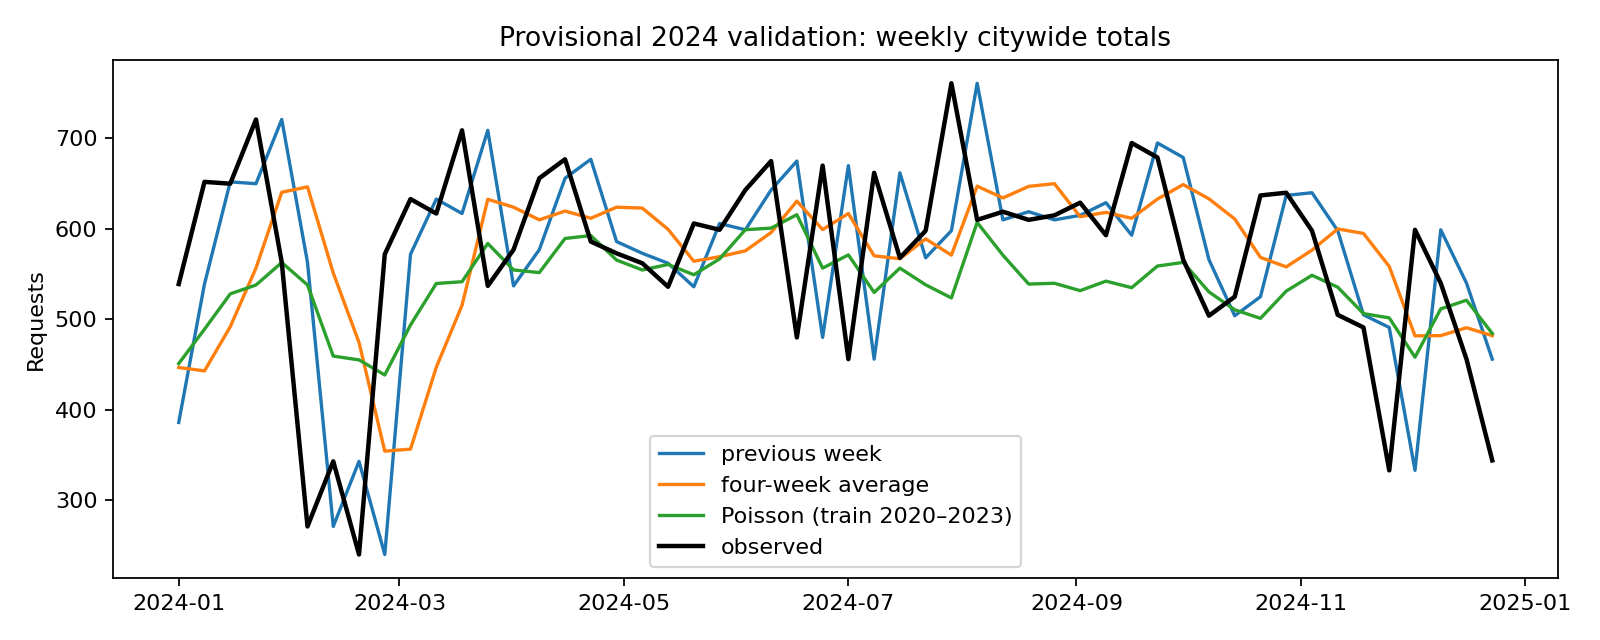 Provisional 2024 validation: weekly citywide totals
Requests
700
600
500
400
300
previous week
four-week average
Poisson (train 2020–2023)
observed
2024-01
2024-03
2024-05
2024-07
2024-09
2024-11
2025-01